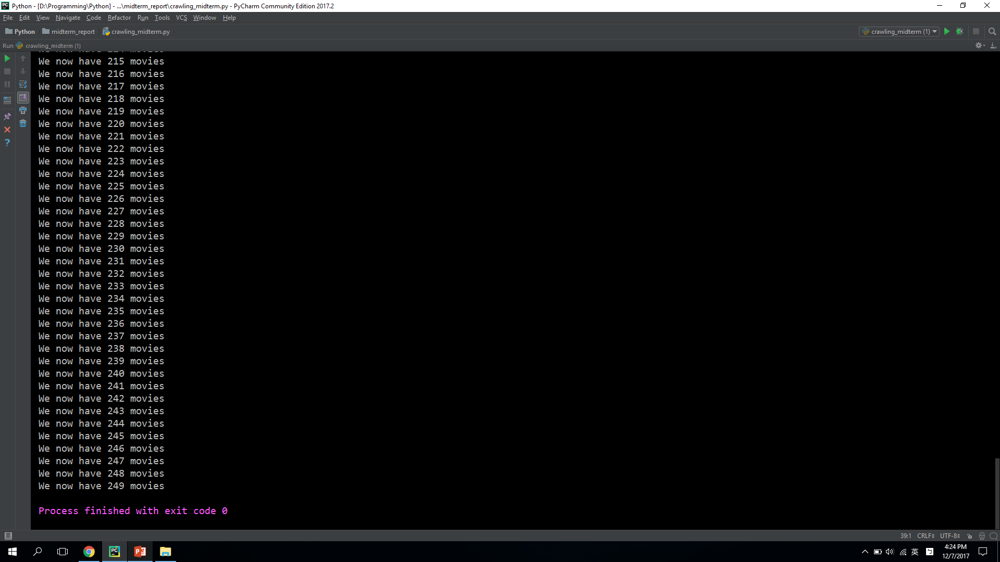 Python - [D:\Programming\Python] - ...\midterm_report\crawling_midterm.py - PyCharm Community Edition 2017.2
File Edit View Navigate Code Refactor Run Tools VCS Window Help
Python midterm_report crawling_midterm.py crawling_midterm (1)
Run crawling_midterm (1)
We now have 215 movies
We now have 216 movies
We now have 217 movies
We now have 218 movies
We now have 219 movies
We now have 220 movies
We now have 221 movies
We now have 222 movies
We now have 223 movies
We now have 224 movies
We now have 225 movies
We now have 226 movies
We now have 227 movies
We now have 228 movies
We now have 229 movies
We now have 230 movies
We now have 231 movies
We now have 232 movies
We now have 233 movies
We now have 234 movies
We now have 235 movies
We now have 236 movies
We now have 237 movies
We now have 238 movies
We now have 239 movies
We now have 240 movies
We now have 241 movies
We now have 242 movies
We now have 243 movies
We now have 244 movies
We now have 245 movies
We now have 246 movies
We now have 247 movies
We now have 248 movies
We now have 249 movies
Process finished with exit code 0
39:1 CRLF UTF-8
英 ㄅ 4:24 PM
12/7/2017